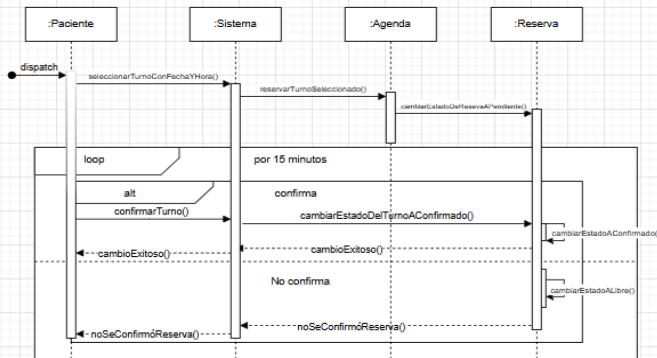 :Paciente
:Sistema
:Agenda
:Reserva
dispatch
seleccionarTurnoConFechaYHora()
reservarTurnoSeleccionado()
cambiarEstadoDeResevaAPendiente()
loop
por 15 minutos
alt
confirma
confirmarTurno()
cambiarEstadoDelTurnoAConfirmado()
cambiarEstadoAConfirmado()
cambioExitoso()
cambioExitoso()
No confirma
cambiarEstadoALibre()
noSeConfirmóReserva()
noSeConfirmóReserva()